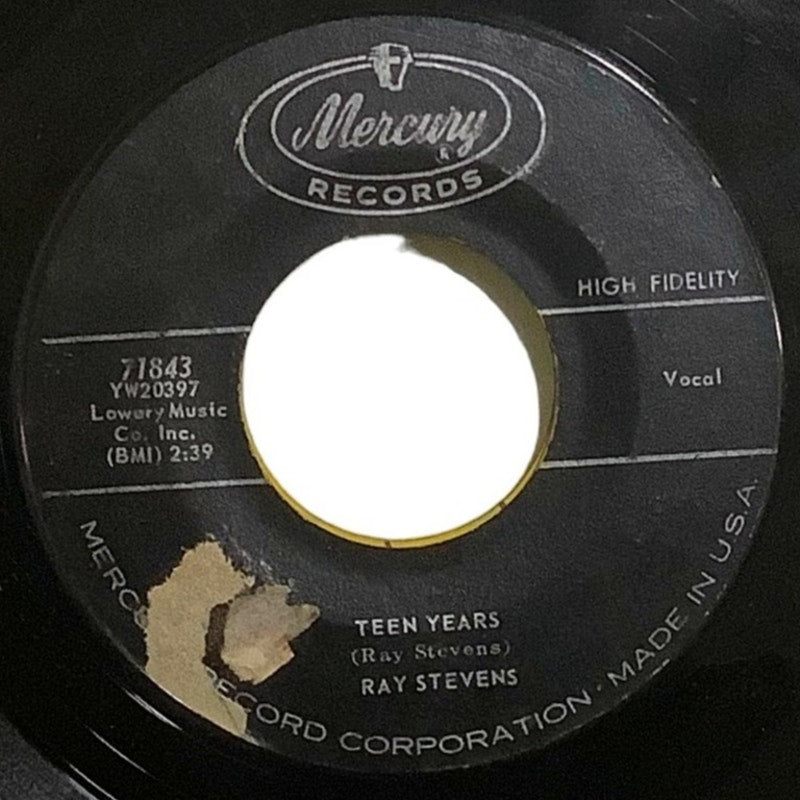 Mercury
RECORDS
HIGH FIDELITY
71843
YW20397
Lowery Music
Co. Inc.
(BMI) 2:39
Vocal
TEEN YEARS
(Ray Stevens)
RAY STEVENS
RECORD CORPORATION · MADE IN U.S.A.